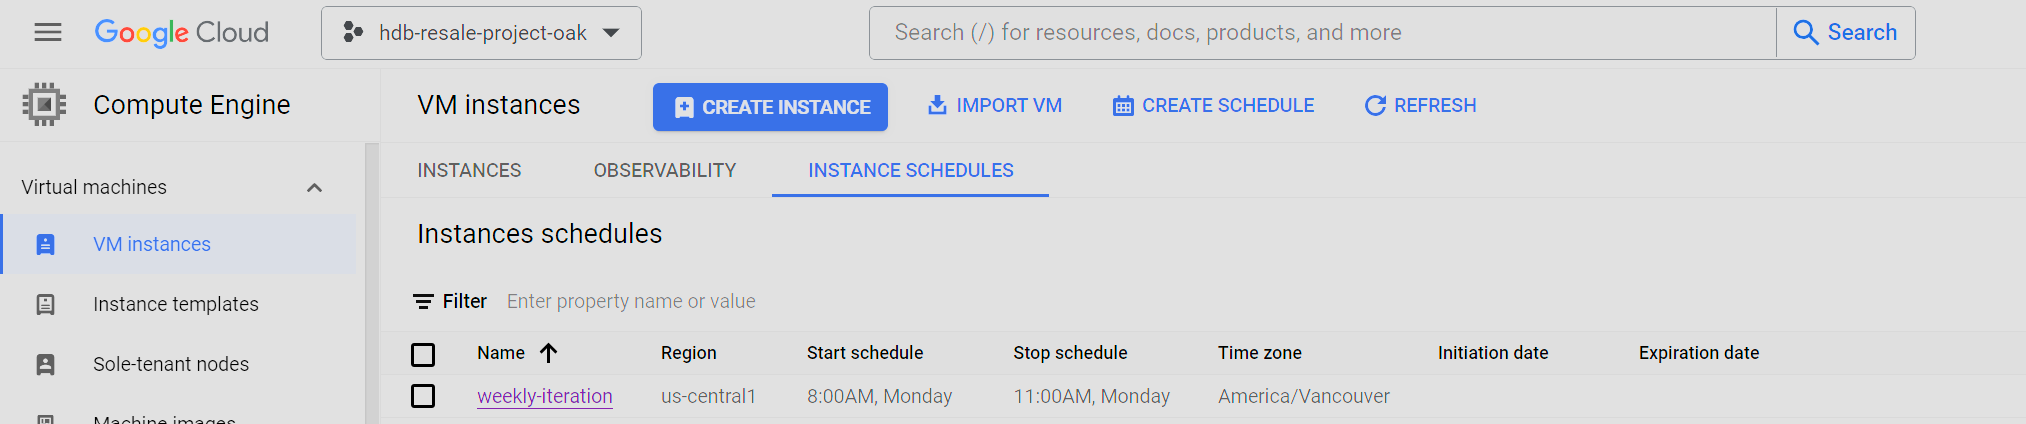 Google Cloud
hdb-resale-project-oak
Search (/) for resources, docs, products, and more
Search
Compute Engine
VM instances
CREATE INSTANCE
IMPORT VM
CREATE SCHEDULE
REFRESH
Virtual machines
VM instances
Instance templates
Sole-tenant nodes
Machine images
INSTANCES
OBSERVABILITY
INSTANCE SCHEDULES
Instances schedules
Filter Enter property name or value
Name Region Start schedule Stop schedule Time zone Initiation date Expiration date
weekly-iteration us-central1 8:00AM, Monday 11:00AM, Monday America/Vancouver